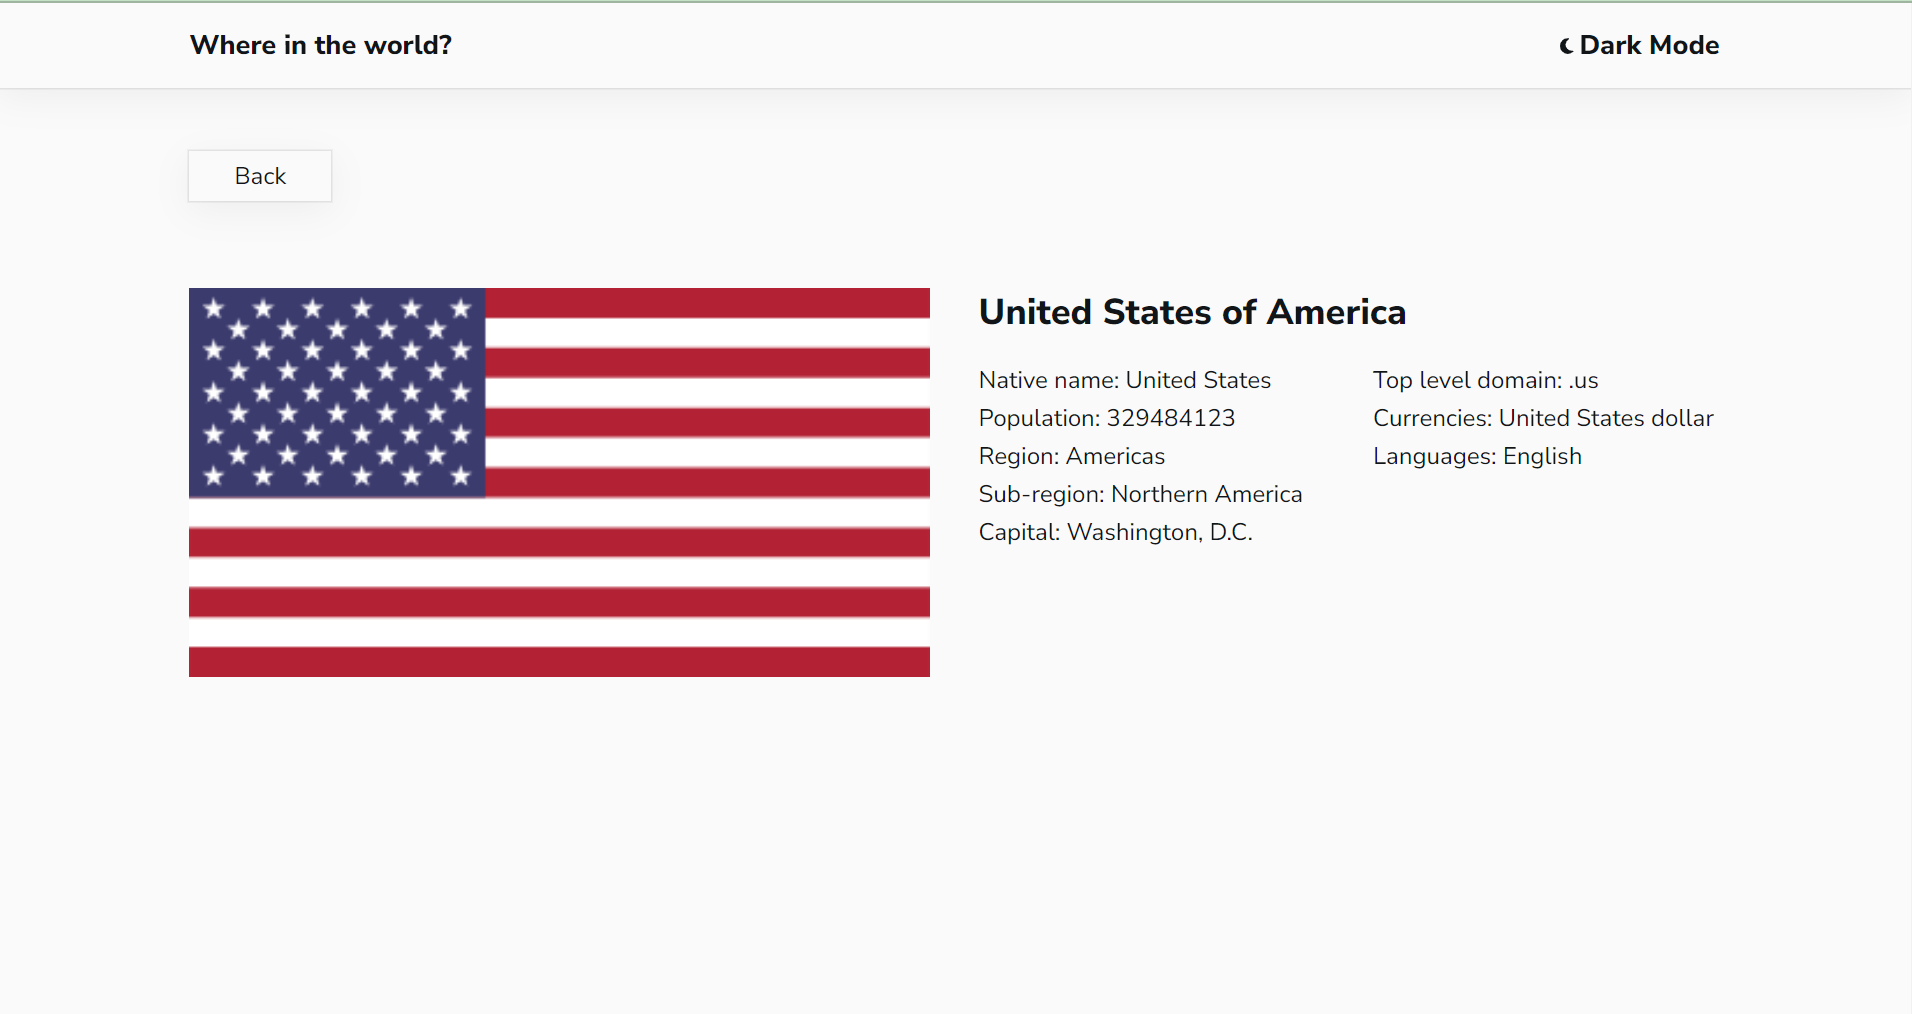 Where in the world?
Dark Mode
Back
United States of America
Native name: United States
Population: 329484123
Region: Americas
Sub-region: Northern America
Capital: Washington, D.C.
Top level domain: .us
Currencies: United States dollar
Languages: English